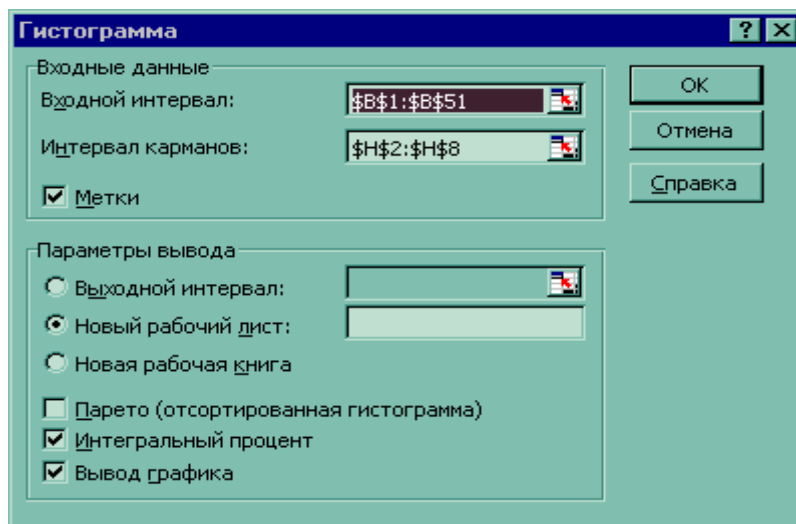 Гистограмма
Входные данные
Входной интервал: $B$1:$B$51
Интервал карманов: $H$2:$H$8
Метки
OK
Отмена
Справка
Параметры вывода
Выходной интервал:
Новый рабочий лист:
Новая рабочая книга
Парето (отсортированная гистограмма)
Интегральный процент
Вывод графика